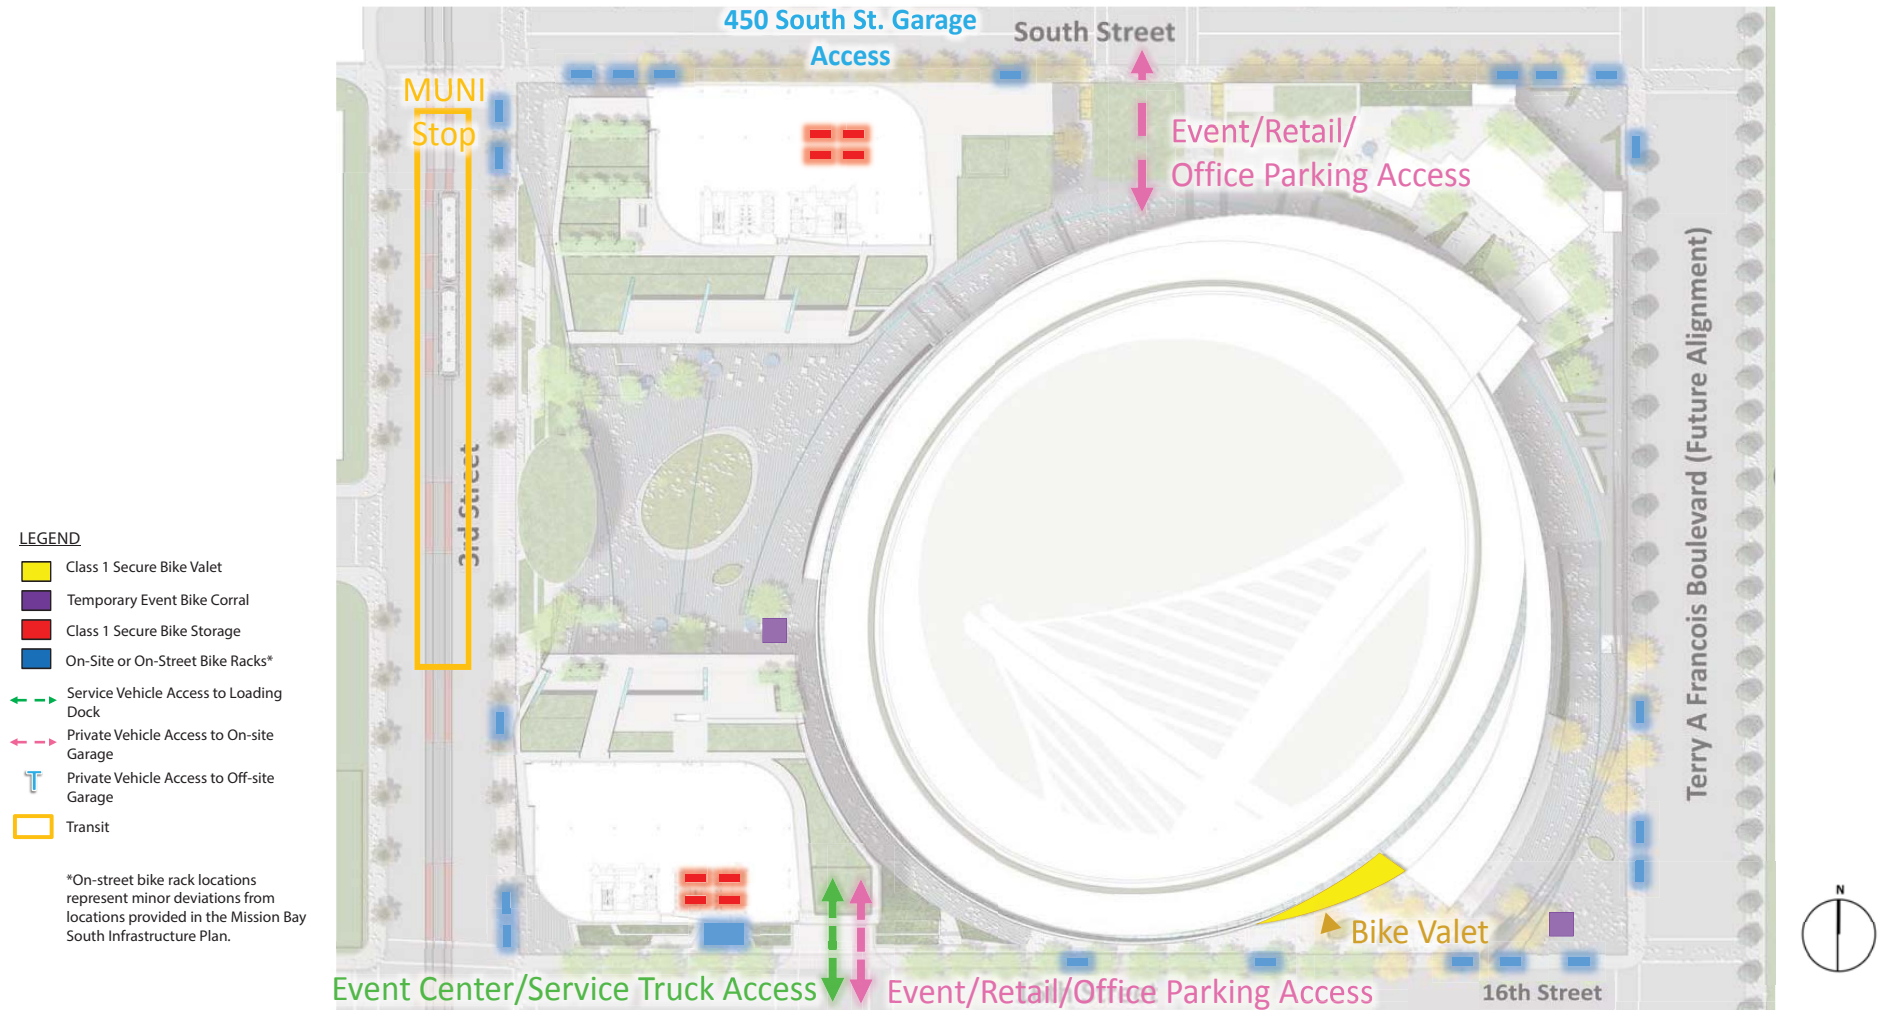 450 South St. Garage
Access
South Street
MUNI
Stop
Event/Retail/
Office Parking Access
3rd Street
Terry A Francois Boulevard (Future Alignment)
LEGEND
Class 1 Secure Bike Valet
Temporary Event Bike Corral
Class 1 Secure Bike Storage
On-Site or On-Street Bike Racks*
Service Vehicle Access to Loading
Dock
Private Vehicle Access to On-site
Garage
T
Private Vehicle Access to Off-site
Garage
Transit
*On-street bike rack locations
represent minor deviations from
locations provided in the Mission Bay
South Infrastructure Plan.
Bike Valet
Event Center/Service Truck Access
Event/Retail/Office Parking Access
16th Street
N